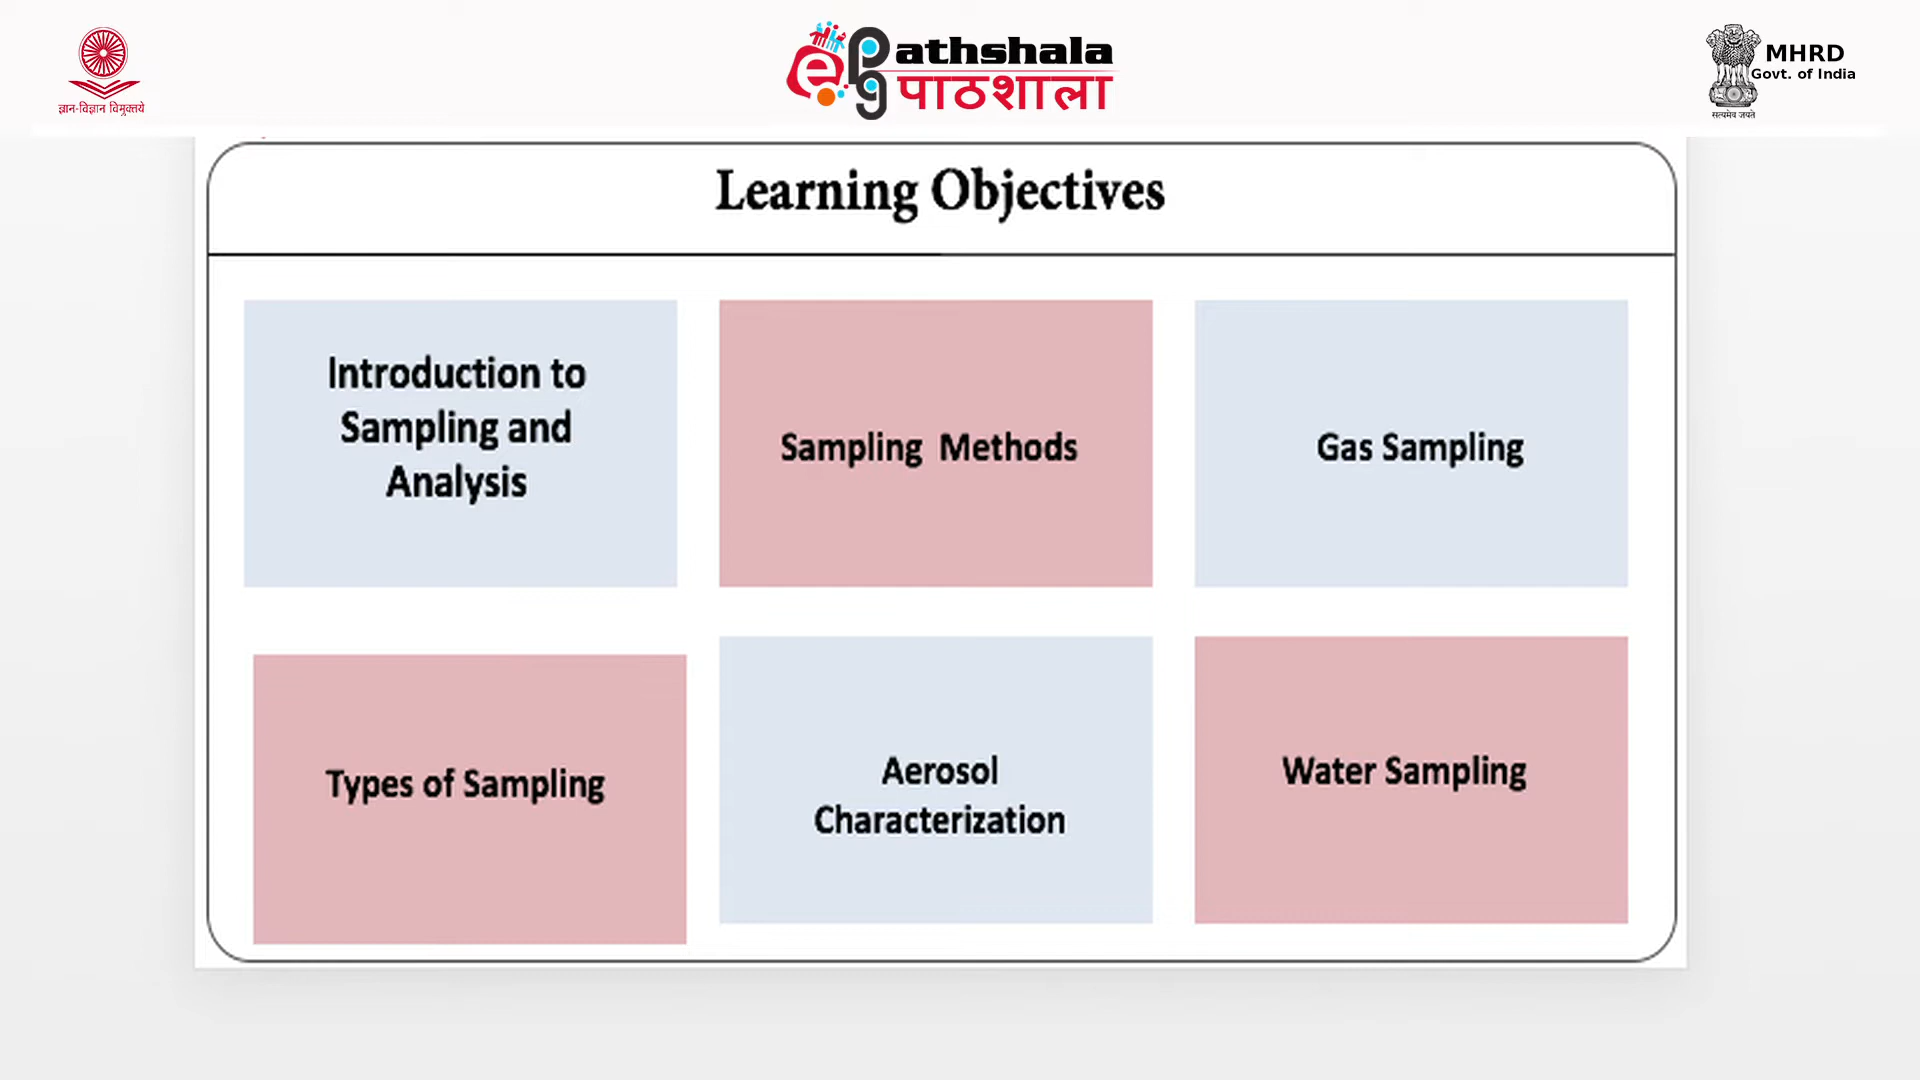 ज्ञान-विज्ञान विमुक्तये
ePG athshala
पाठशाला
MHRD
Govt. of India
सत्यमेव जयते
Learning Objectives
Introduction to
Sampling and
Analysis
Sampling Methods
Gas Sampling
Types of Sampling
Aerosol
Characterization
Water Sampling